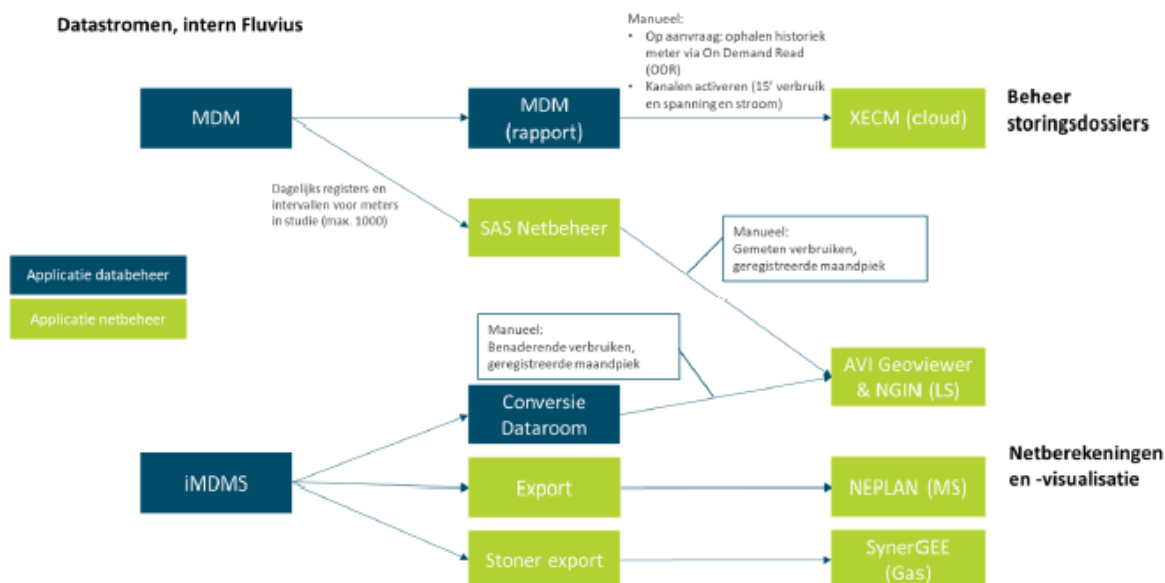 Datastromen, intern Fluvius
Manueel:
• Op aanvraag: ophalen historiek
meter via On Demand Read
(ODR)
• Kanalen activeren (15' verbruik
en spanning en stroom)
MDM
MDM
(rapport)
XECM (cloud)
Beheer
storingsdossiers
Dagelijks registers en
intervallen voor meters
in studie (max. 1000)
SAS Netbeheer
Manueel:
Gemeten verbruiken,
geregistreerde maandpiek
Applicatie databeheer
Applicatie netbeheer
Manueel:
Benaderende verbruiken,
geregistreerde maandpiek
AVI Geoviewer
& NGIN (LS)
Conversie
Dataroom
iMDMS
Export
NEPLAN (MS)
Netberekeningen
en -visualisatie
Stoner export
SynerGEE
(Gas)